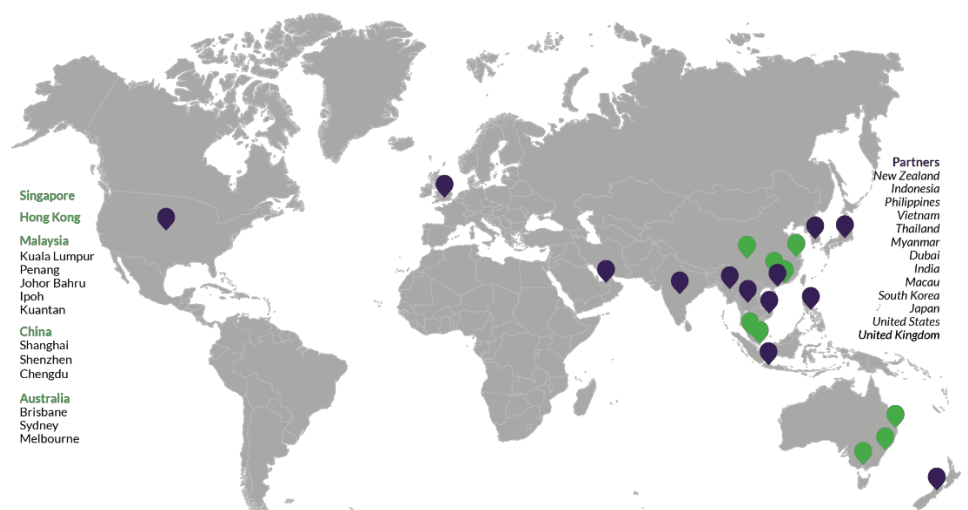 Singapore
Hong Kong
Malaysia
Kuala Lumpur
Penang
Johor Bahru
Ipoh
Kuantan
China
Shanghai
Shenzhen
Chengdu
Australia
Brisbane
Sydney
Melbourne
Partners
New Zealand
Indonesia
Philippines
Vietnam
Thailand
Myanmar
Dubai
India
Macau
South Korea
Japan
United States
United Kingdom